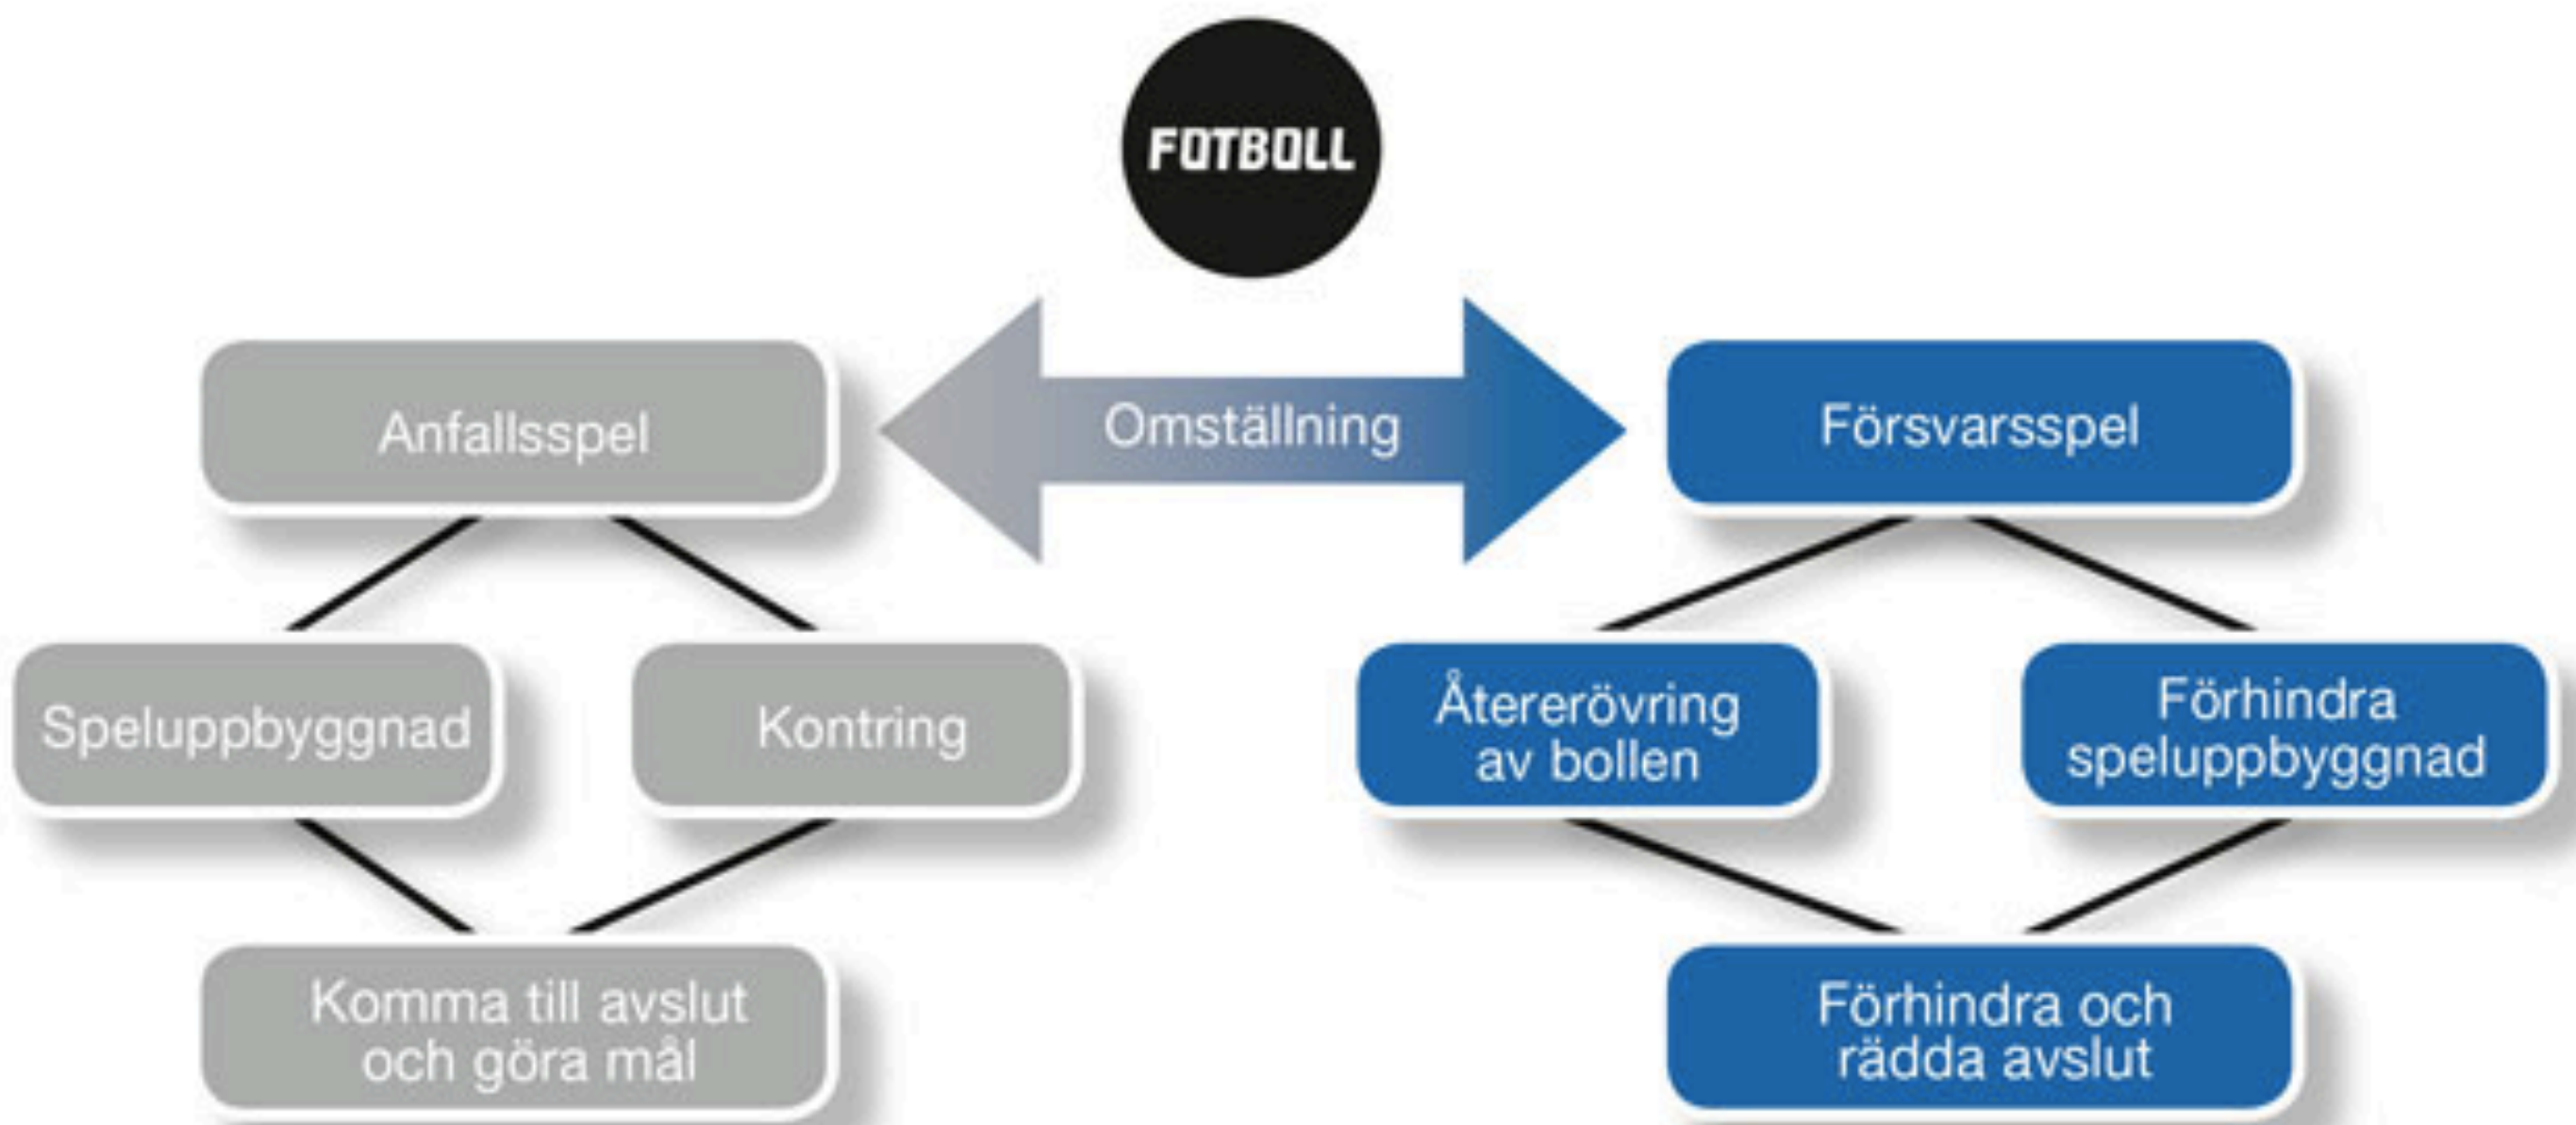 FOTBOLL
Anfallsspel
Omställning
Försvarsspel
Speluppbyggnad
Kontring
Återerövring
av bollen
Förhindra
speluppbyggnad
Komma till avslut
och göra mål
Förhindra och
rädda avslut